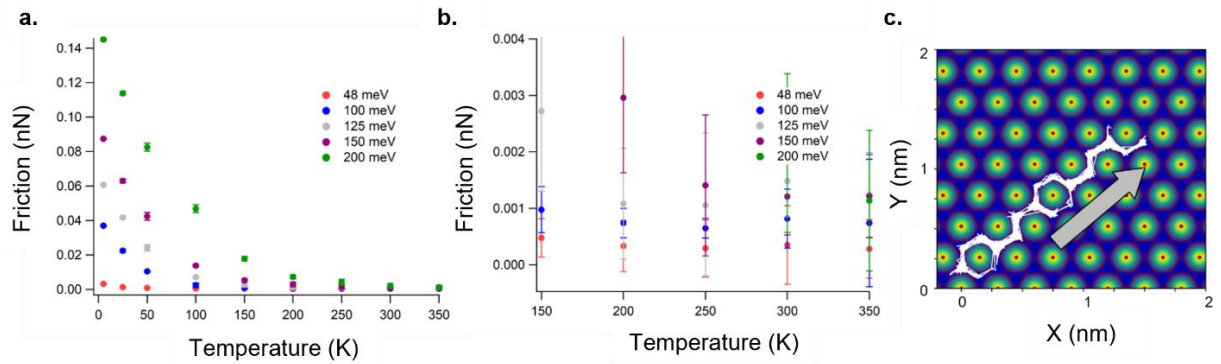 a.
Friction (nN)
0.14
0.12
0.10
0.08
0.06
0.04
0.02
0.00
48 meV
100 meV
125 meV
150 meV
200 meV
0 50 100 150 200 250 300 350
Temperature (K)
b.
Friction (nN)
0.004
0.003
0.002
0.001
0.000
48 meV
100 meV
125 meV
150 meV
200 meV
150 200 250 300 350
Temperature (K)
c.
Y (nm)
2
1
0
0 1 2
X (nm)